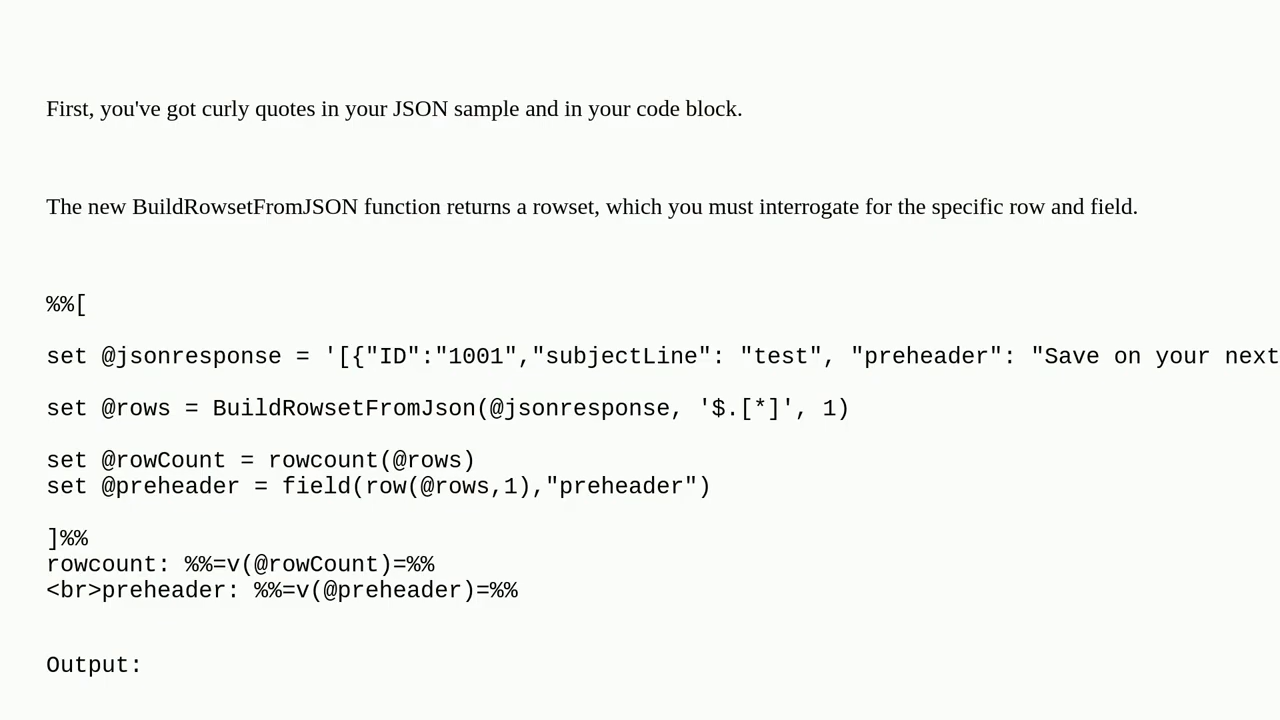 First, you've got curly quotes in your JSON sample and in your code block.
The new BuildRowsetFromJSON function returns a rowset, which you must interrogate for the specific row and field.
%%[
set @jsonresponse = '[{"ID":"1001","subjectLine": "test", "preheader": "Save on your next
set @rows = BuildRowsetFromJson(@jsonresponse, '$.[*]', 1)
set @rowCount = rowcount(@rows)
set @preheader = field(row(@rows,1),"preheader")
]%%
rowcount: %%=v(@rowCount)=%%
<br>preheader: %%=v(@preheader)=%%
Output: